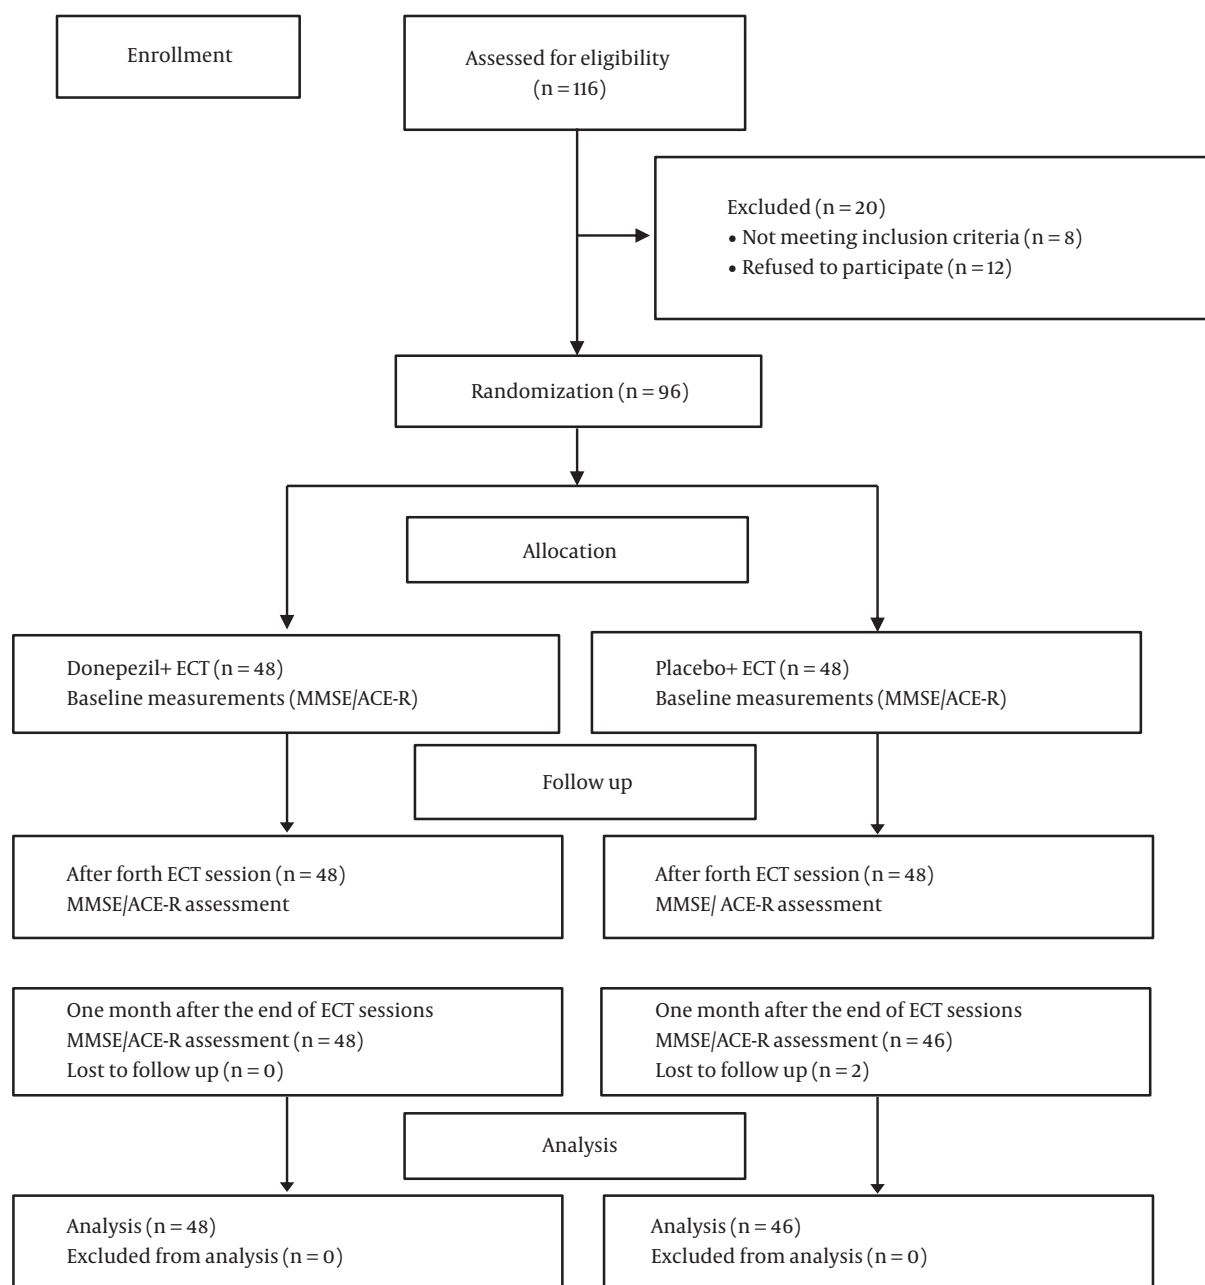 Enrollment
Assessed for eligibility
(n = 116)
Excluded (n = 20)
• Not meeting inclusion criteria (n = 8)
• Refused to participate (n = 12)
Randomization (n = 96)
Allocation
Donepezil+ ECT (n = 48)
Baseline measurements (MMSE/ACE-R)
Placebo+ ECT (n = 48)
Baseline measurements (MMSE/ACE-R)
Follow up
After forth ECT session (n = 48)
MMSE/ACE-R assessment
After forth ECT session (n = 48)
MMSE/ ACE-R assessment
One month after the end of ECT sessions
MMSE/ACE-R assessment (n = 48)
Lost to follow up (n = 0)
One month after the end of ECT sessions
MMSE/ACE-R assessment (n = 46)
Lost to follow up (n = 2)
Analysis
Analysis (n = 48)
Excluded from analysis (n = 0)
Analysis (n = 46)
Excluded from analysis (n = 0)